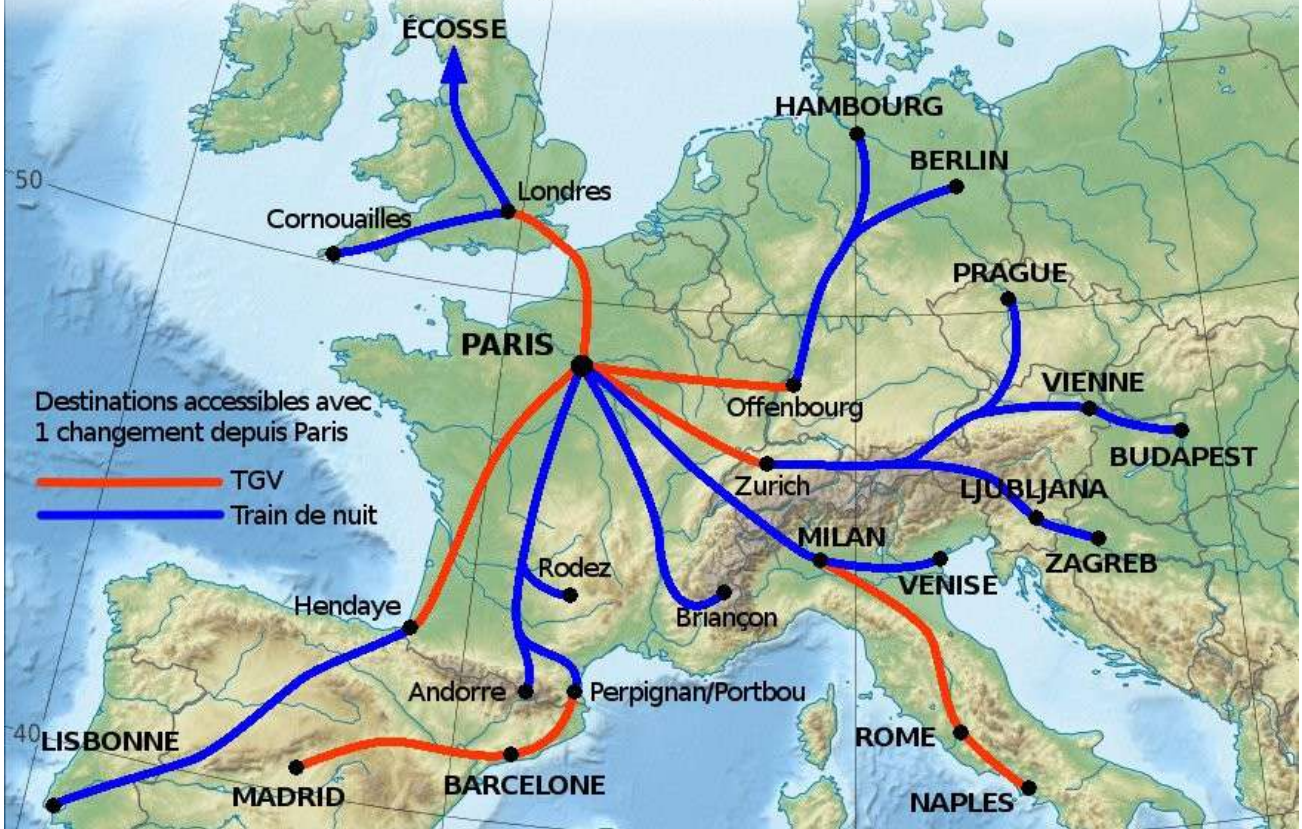 ÉCOSSE
HAMBOURG
BERLIN
50
Londres
Cornouailles
PRAGUE
PARIS
VIENNE
Destinations accessibles avec
1 changement depuis Paris
Offenbourg
BUDAPEST
TGV
Zurich
LJUBLJANA
Train de nuit
MILAN
ZAGREB
Rodez
VENISE
Hendaye
Briançon
Andorre
Perpignan/Portbou
40
LISBONNE
ROME
BARCELONE
MADRID
NAPLES